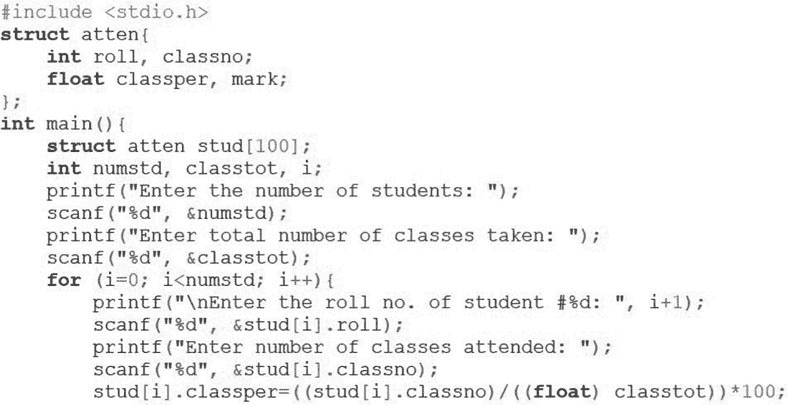 #include <stdio.h>
struct atten{
    int roll, classno;
    float classper, mark;
};
int main(){
    struct atten stud[100];
    int numstd, classtot, i;
    printf("Enter the number of students: ");
    scanf("%d", &numstd);
    printf("Enter total number of classes taken: ");
    scanf("%d", &classtot);
    for (i=0; i<numstd; i++){
        printf("\nEnter the roll no. of student #%d: ", i+1);
        scanf("%d", &stud[i].roll);
        printf("Enter number of classes attended: ");
        scanf("%d", &stud[i].classno);
        stud[i].classper=((stud[i].classno)/((float) classtot))*100;